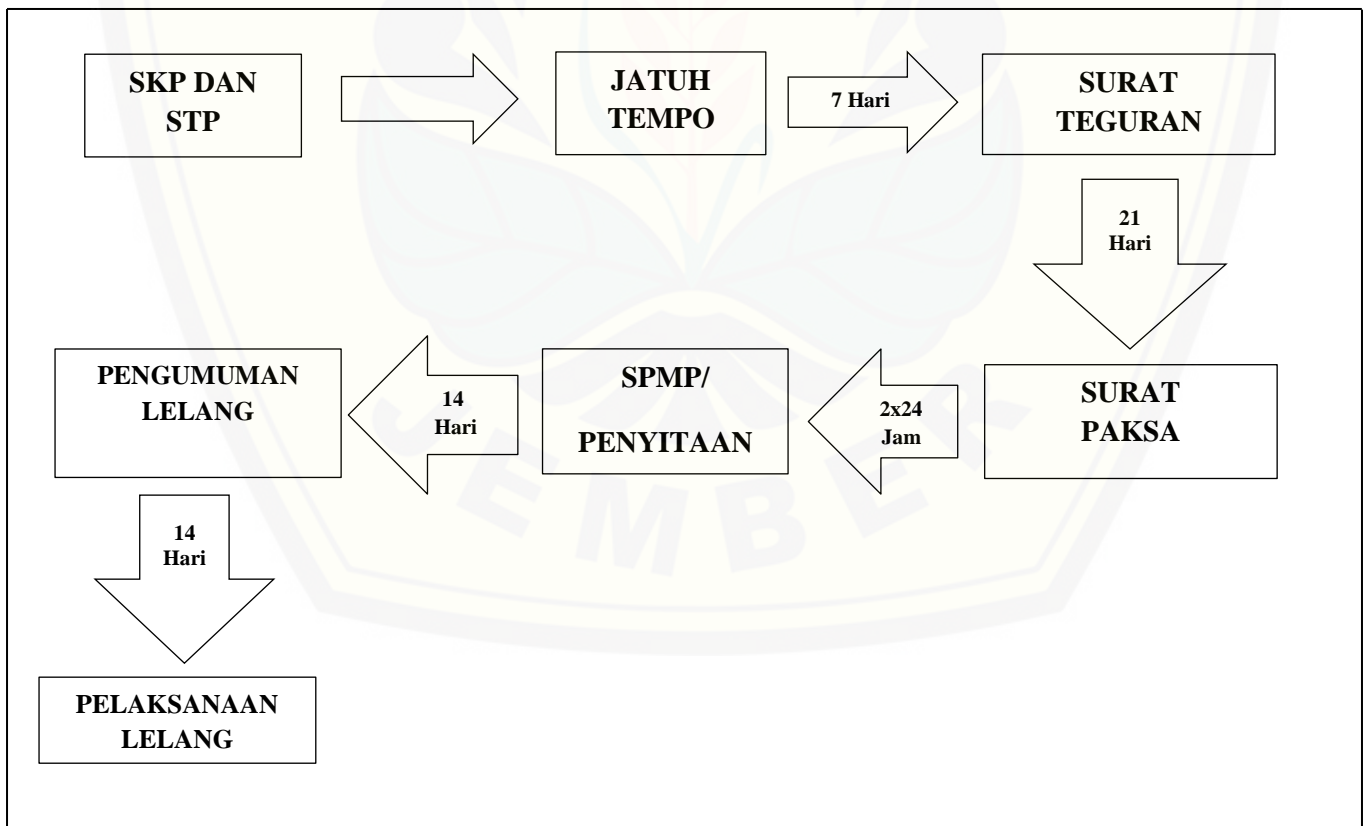 SKP DAN
STP
JATUH
TEMPO
7 Hari
SURAT
TEGURAN
21
Hari
SURAT
PAKSA
2x24
Jam
SPMP/
PENYITAAN
14
Hari
PENGUMUMAN
LELANG
14
Hari
PELAKSANAAN
LELANG
JEMBER